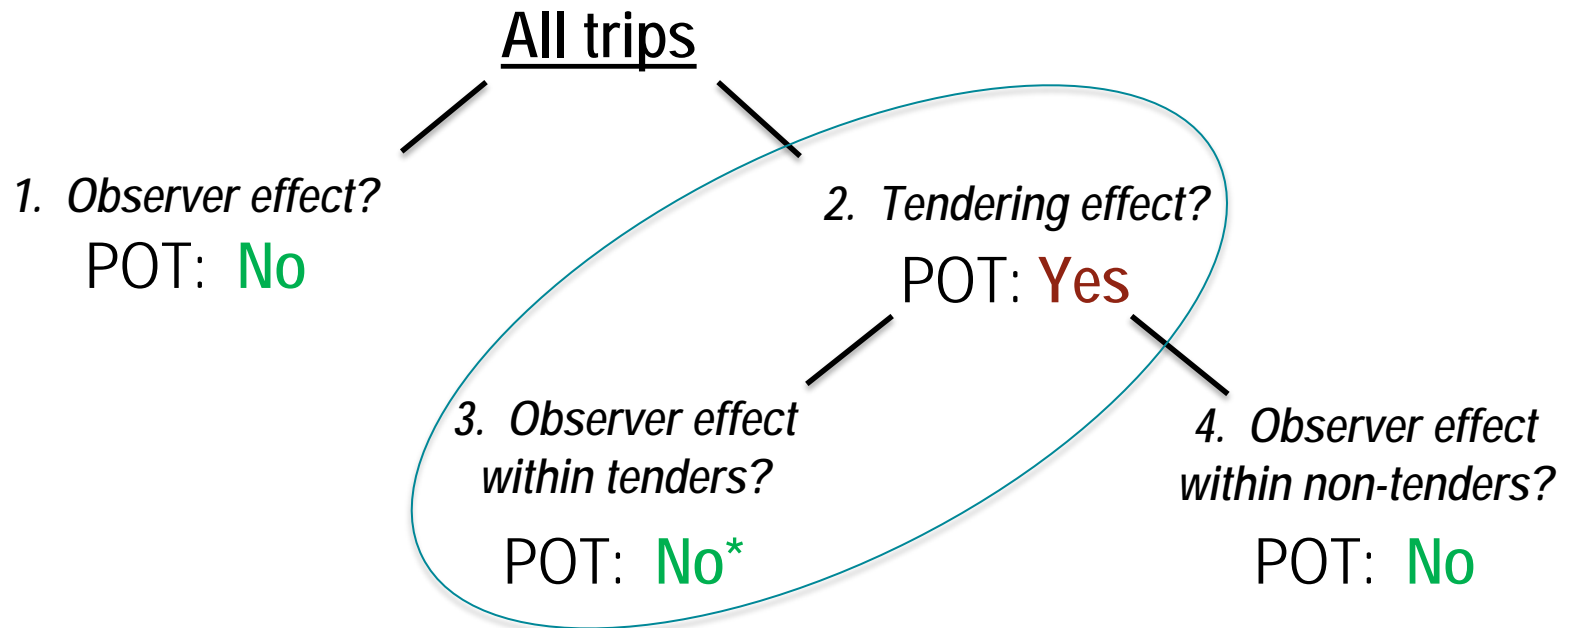 All trips
1. Observer effect?
POT: No
2. Tendering effect?
POT: Yes
3. Observer effect
within tenders?
POT: No*
4. Observer effect
within non-tenders?
POT: No